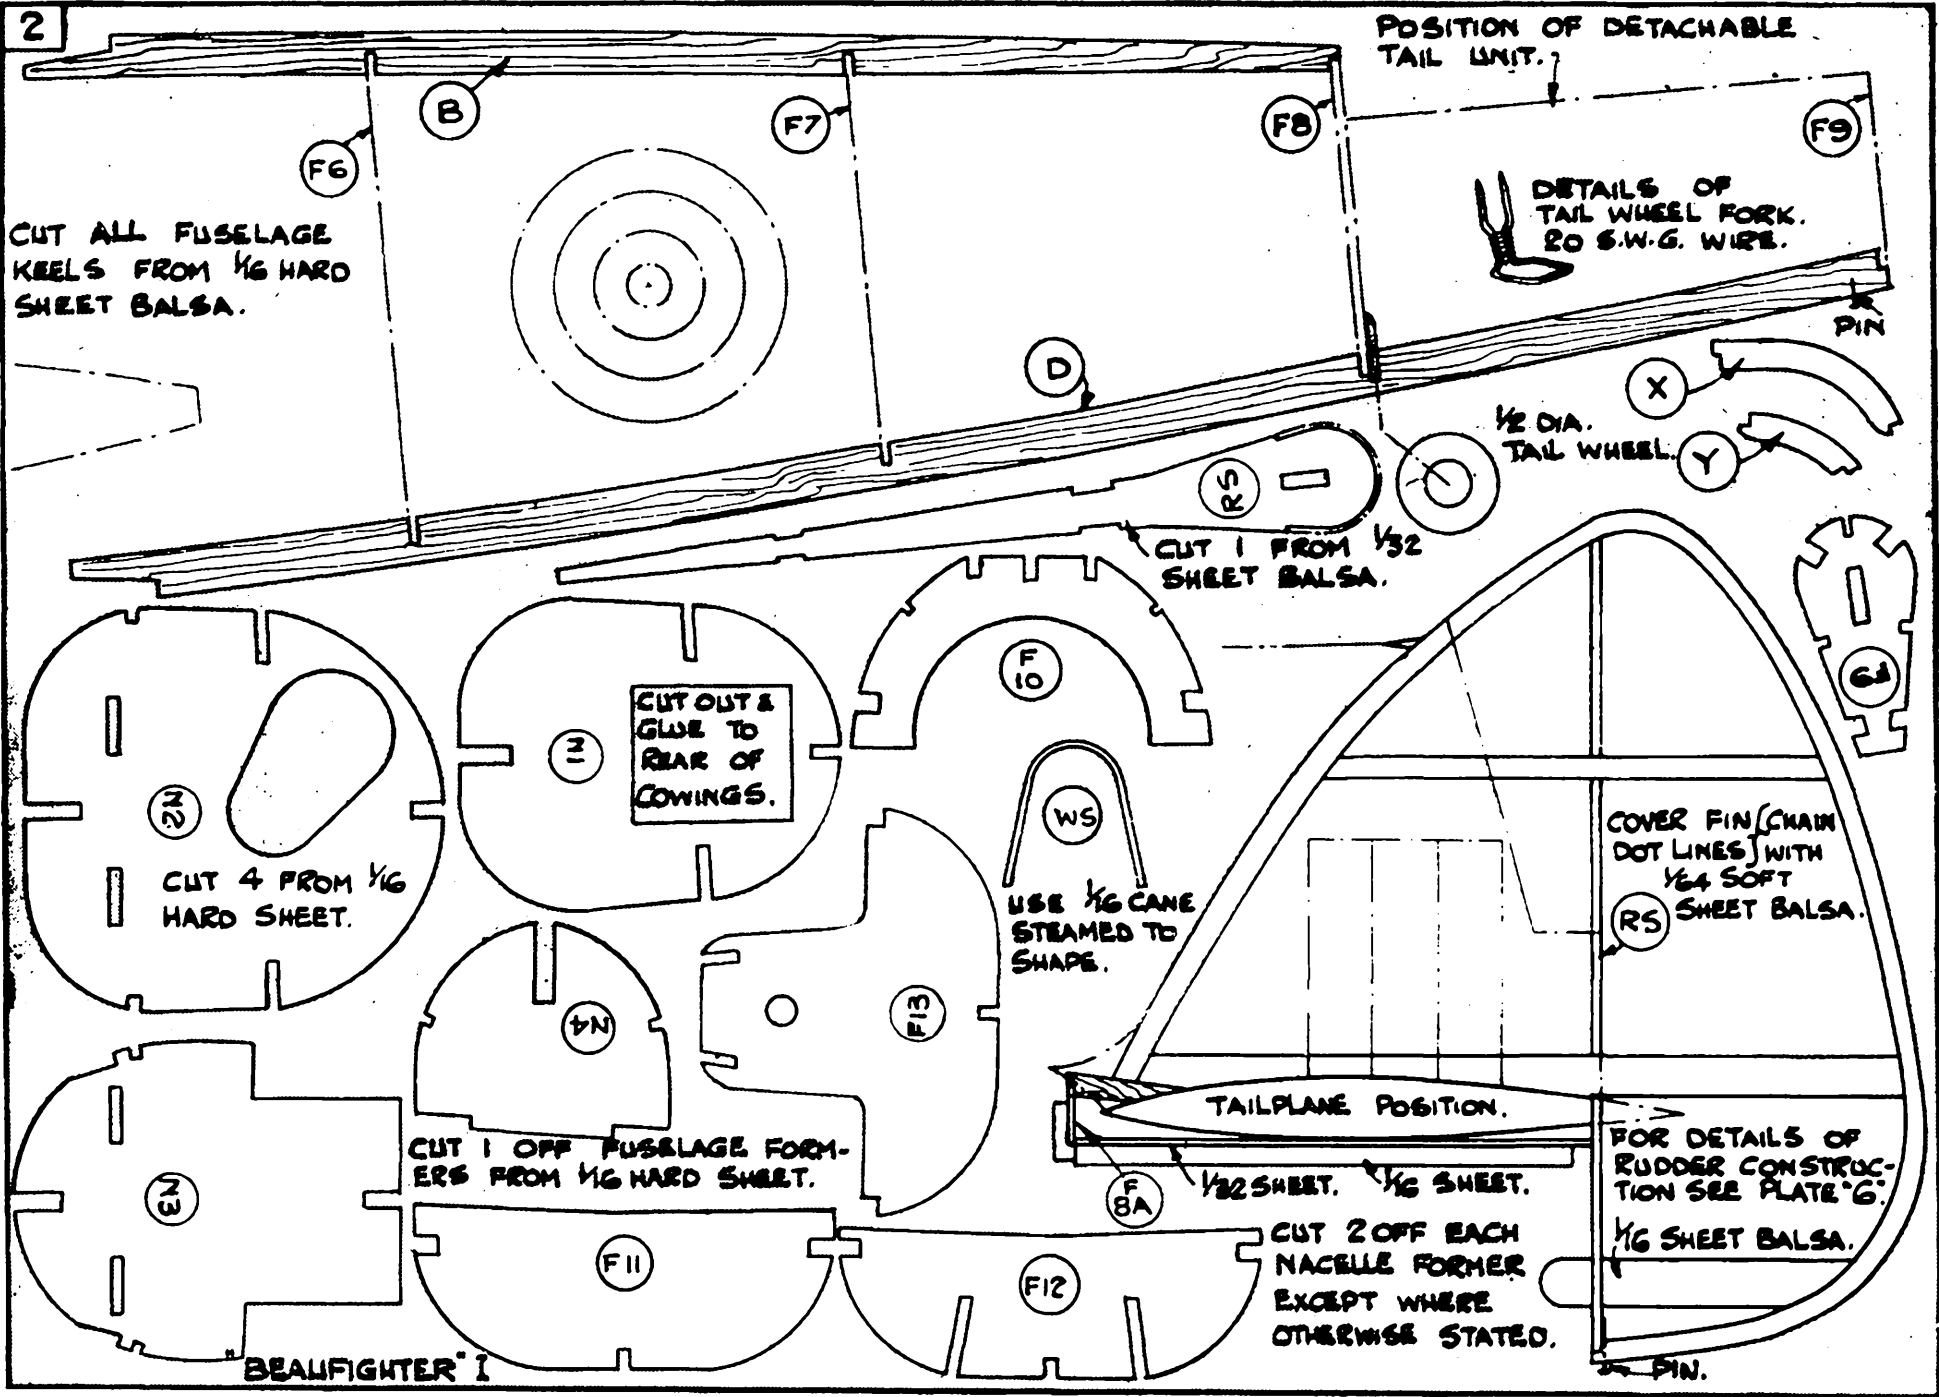 2
POSITION OF DETACHABLE
TAIL UNIT.
B
F6
F7
F8
F9
DETAILS OF
TAIL WHEEL FORK.
20 S.W.G. WIRE.
CUT ALL FUSELAGE
KEELS FROM 1/16 HARD
SHEET BALSA.
PIN
D
X
Y
1/2 DIA.
TAIL WHEEL.
RS
CUT 1 FROM 1/32
SHEET BALSA.
F
10
N2
CUT 4 FROM 1/16
HARD SHEET.
N1
CUT OUT &
GLUE TO
REAR OF
COWINGS.
WS
USE 1/16 CANE
STEAMED TO
SHAPE.
COVER FIN (CHAIN
DOT LINES) WITH
1/64 SOFT
SHEET BALSA.
RS
N4
F13
N3
CUT 1 OFF FUSELAGE FORM-
ERS FROM 1/16 HARD SHEET.
TAILPLANE POSITION.
F
8A
1/32 SHEET.
1/16 SHEET.
FOR DETAILS OF
RUDDER CONSTRUC-
TION SEE PLATE "6".
1/16 SHEET BALSA.
F11
F12
CUT 2 OFF EACH
NACELLE FORMER
EXCEPT WHERE
OTHERWISE STATED.
PIN.
"BEAUFIGHTER" I